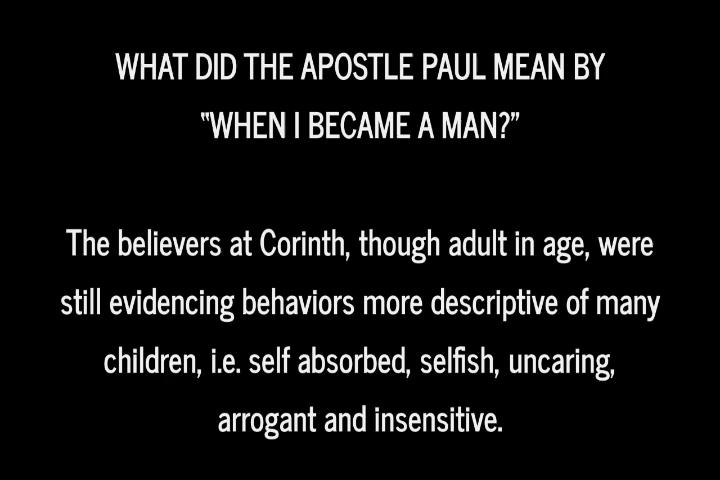 WHAT DID THE APOSTLE PAUL MEAN BY
"WHEN I BECAME A MAN?"
The believers at Corinth, though adult in age, were
still evidencing behaviors more descriptive of many
children, i.e. self absorbed, selfish, uncaring,
arrogant and insensitive.